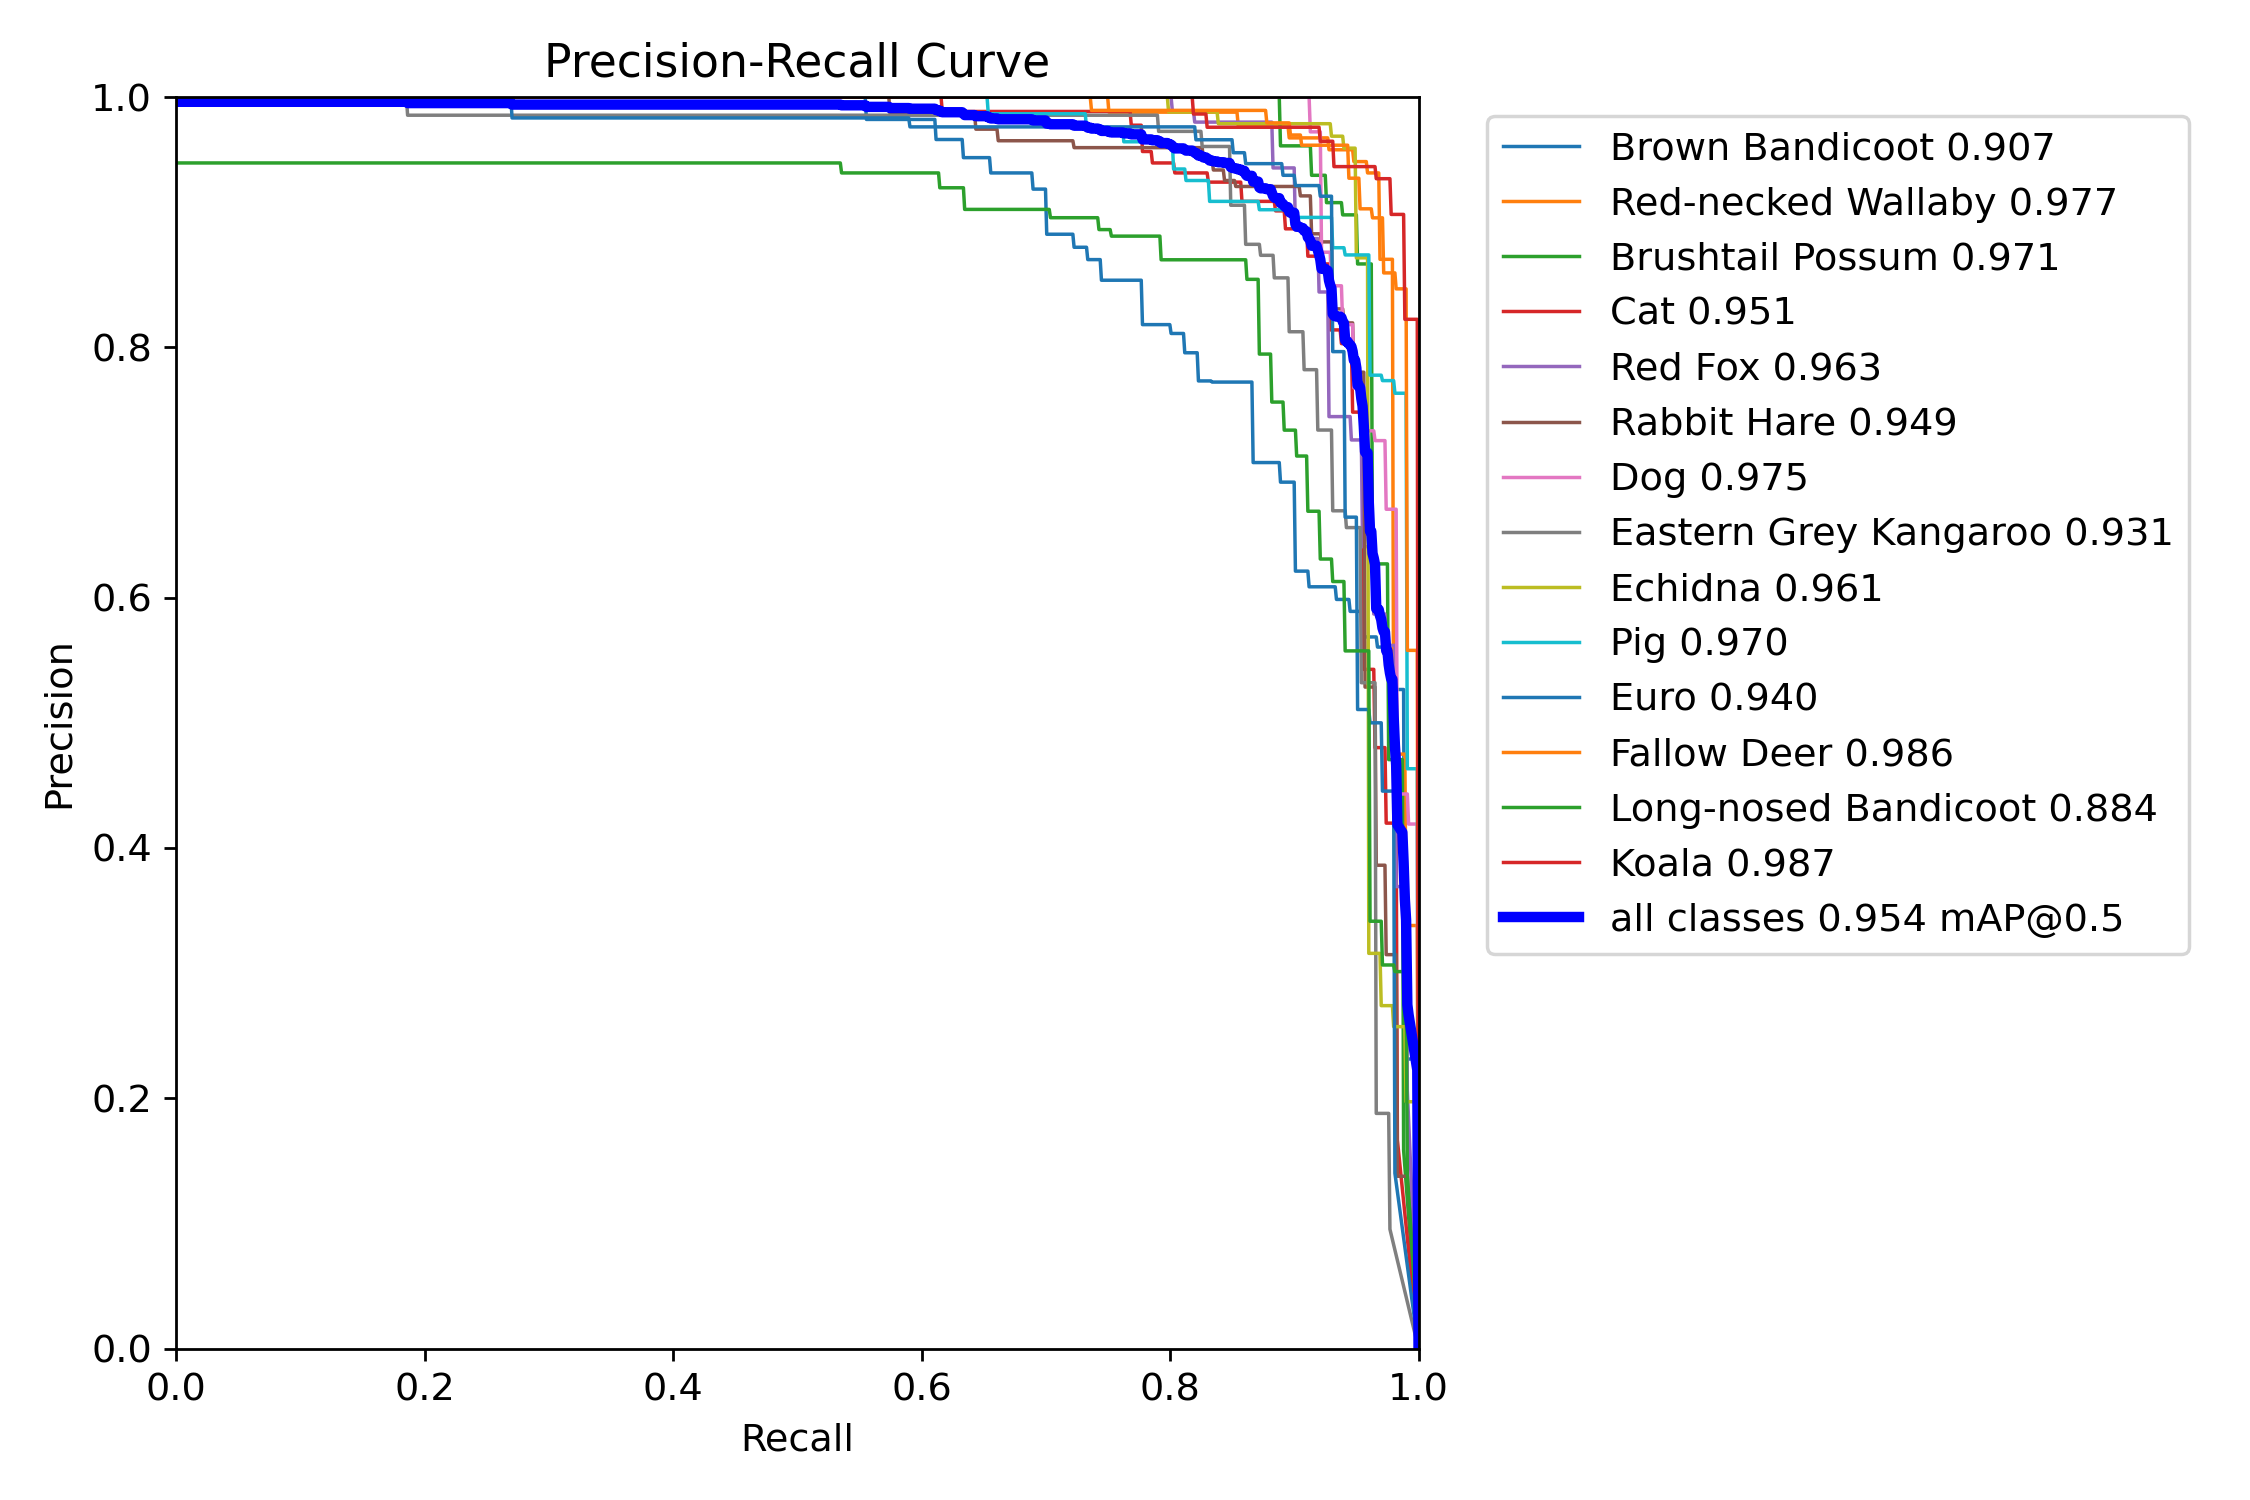 Precision-Recall Curve
1.0
0.8
0.6
0.4
0.2
0.0
Precision
0.0 0.2 0.4 0.6 0.8 1.0
Recall
Brown Bandicoot 0.907
Red-necked Wallaby 0.977
Brushtail Possum 0.971
Cat 0.951
Red Fox 0.963
Rabbit Hare 0.949
Dog 0.975
Eastern Grey Kangaroo 0.931
Echidna 0.961
Pig 0.970
Euro 0.940
Fallow Deer 0.986
Long-nosed Bandicoot 0.884
Koala 0.987
all classes 0.954 mAP@0.5